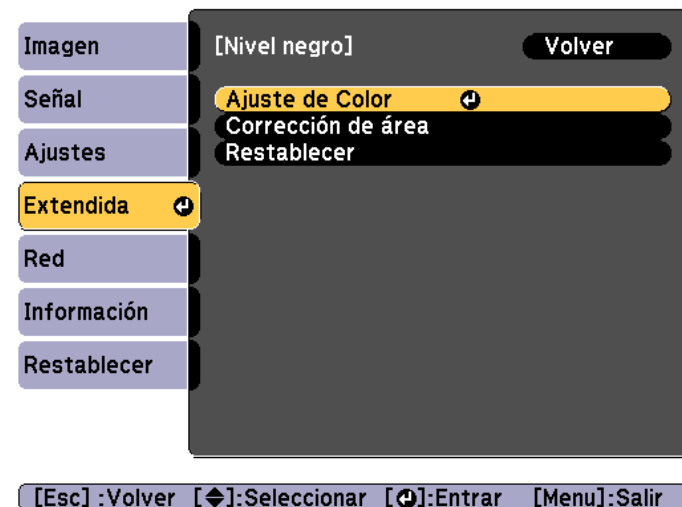 Imagen
Señal
Ajustes
Extendida
Red
Información
Restablecer
[Nivel negro] Volver
Ajuste de Color
Corrección de área
Restablecer
[Esc] :Volver [◆]:Seleccionar [↵]:Entrar [Menu]:Salir